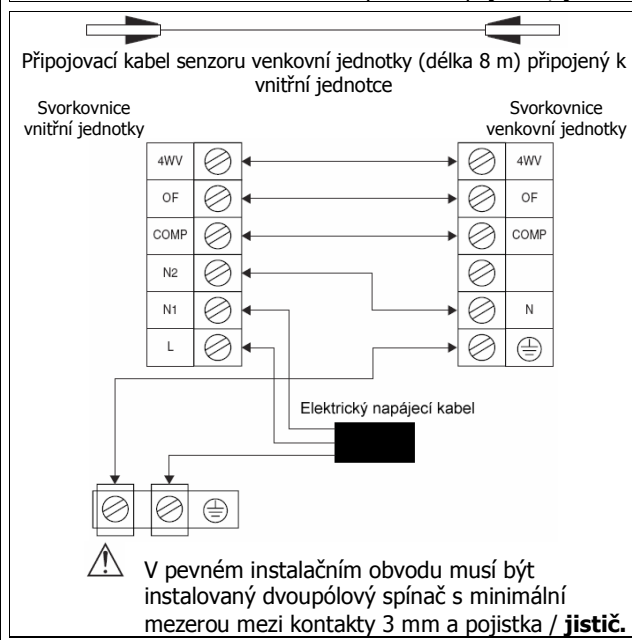 Připojovací kabel senzoru venkovní jednotky (délka 8 m) připojený k
vnitřní jednotce
Svorkovnice
vnitřní jednotky
Svorkovnice
venkovní jednotky
4WV
4WV
OF
OF
COMP
COMP
N2
N1
N
L
Elektrický napájecí kabel
V pevném instalačním obvodu musí být
instalovaný dvoupólový spínač s minimální
mezerou mezi kontakty 3 mm a pojistka / jistič.